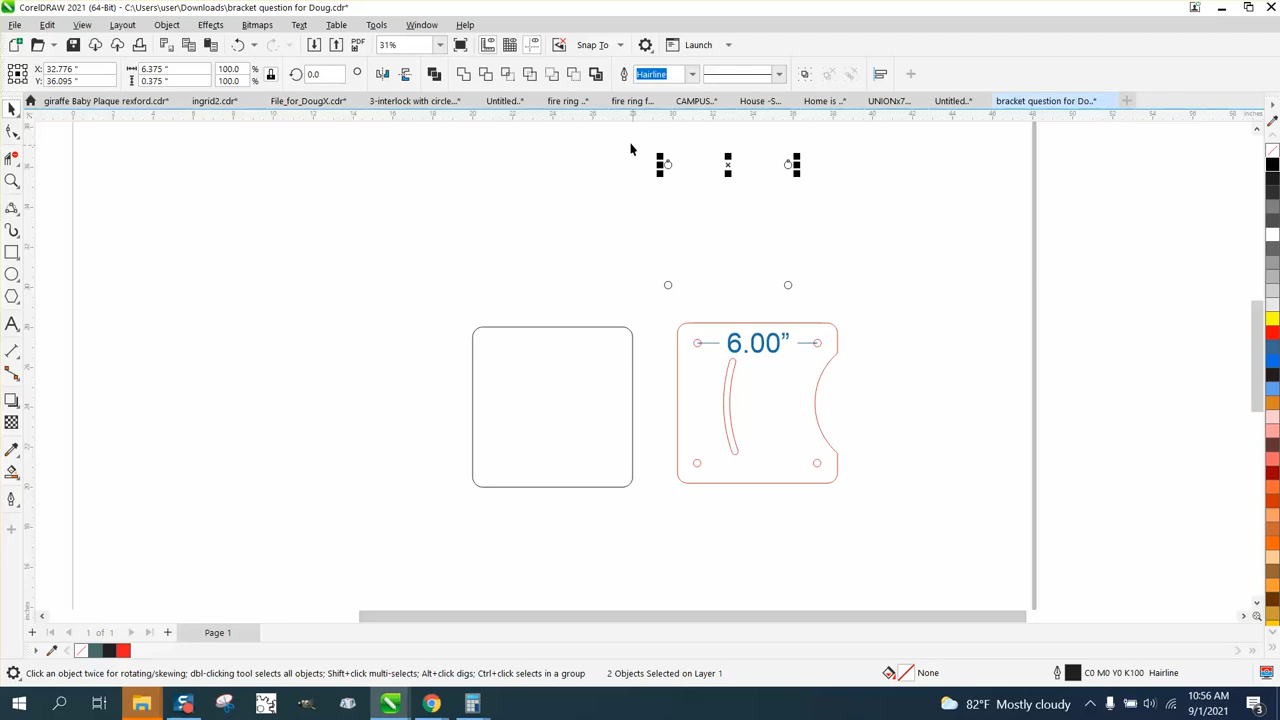 CorelDRAW 2021 (64-Bit) - C:\Users\user\Downloads\bracket question for Doug.cdr*
File Edit View Layout Object Effects Bitmaps Text Table Tools Window Help
31% PDF Snap To Launch
X: 32.776 " 6.375 " 100.0 %
Y: 36.095 " 0.375 " 100.0 %
0.0 ° Hairline
giraffe Baby Plaque rexford.cdr* ingrid2.cdr* File_for_DougX.cdr* 3-interlock with circle...* Untitled..* fire ring ..* fire ring f...* CAMPUS..* House -S...* Home is ..* UNIONx7...* Untitled..* bracket question for Do..*
inches
6.00”
1 of 1 Page 1
Click an object twice for rotating/skewing; dbl-clicking tool selects all objects; Shift+click multi-selects; Alt+click digs; Ctrl+click selects in a group 2 Objects Selected on Layer 1 None C0 M0 Y0 K100 Hairline
82°F Mostly cloudy
10:56 AM
9/1/2021